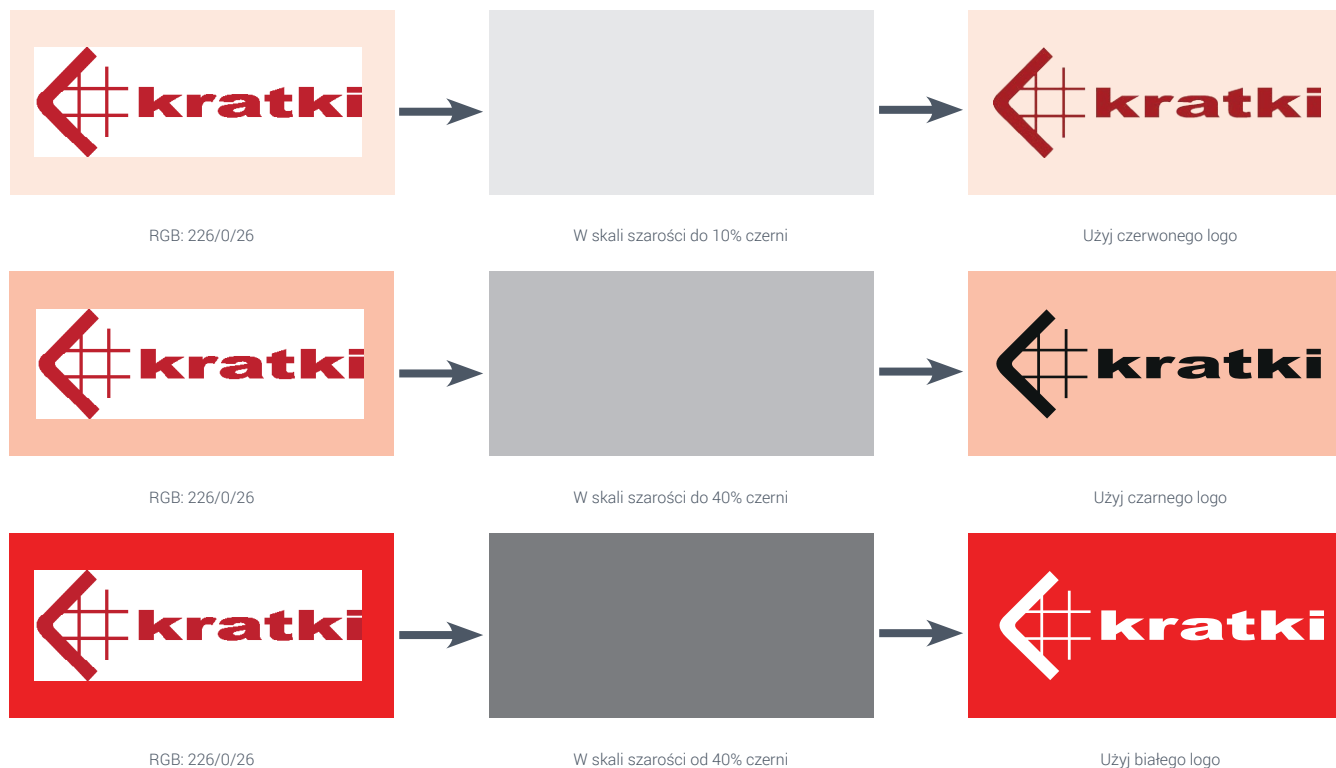 kratki
kratki
RGB: 226/0/26
W skali szarości do 10% czerni
Użyj czerwonego logo
kratki
kratki
RGB: 226/0/26
W skali szarości do 40% czerni
Użyj czarnego logo
kratki
kratki
RGB: 226/0/26
W skali szarości od 40% czerni
Użyj białego logo